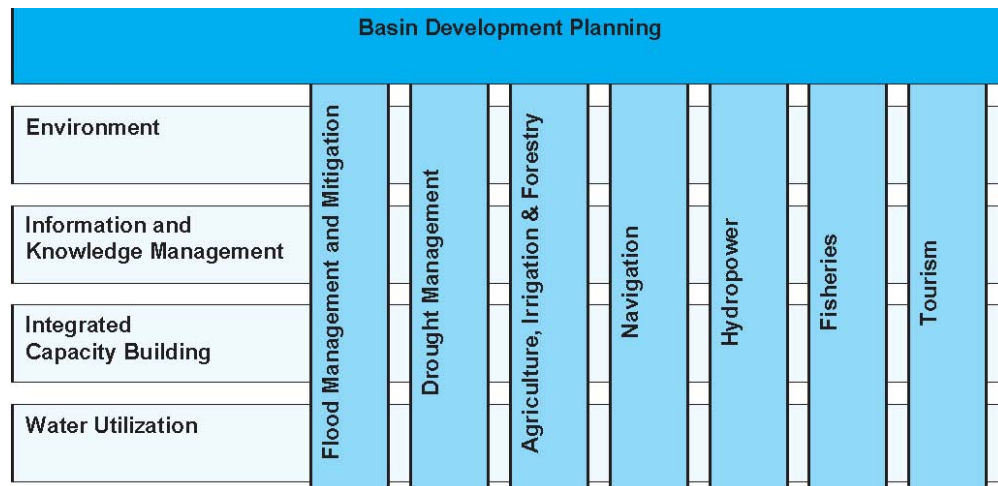 Basin Development Planning
Environment
Information and
Knowledge Management
Integrated
Capacity Building
Water Utilization
Flood Management and Mitigation
Drought Management
Agriculture, Irrigation & Forestry
Navigation
Hydropower
Fisheries
Tourism